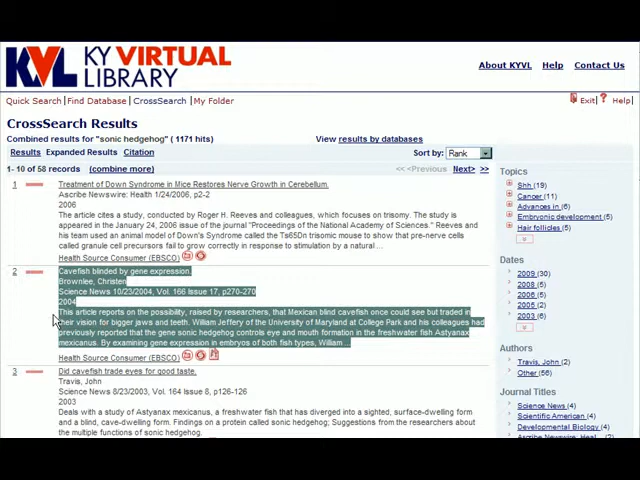 KYVL KY VIRTUAL
LIBRARY
About KYVL Help Contact Us
Quick Search | Find Database | CrossSearch | My Folder
Exit ? Help |
CrossSearch Results
Combined results for "sonic hedgehog" ( 1171 hits)
View results by databases
Results Expanded Results Citation
Sort by: Rank
1- 10 of 58 records (combine more)
<< <Previous Next> >>
1 Treatment of Down Syndrome in Mice Restores Nerve Growth in Cerebellum.
Ascribe Newswire: Health 1/24/2006, p2-2
2006
The article cites a study, conducted by Roger H. Reeves and colleagues, which focuses on trisomy. The study is
appeared in the January 24, 2006 issue of the journal "Proceedings of the National Academy of Sciences." Reeves and
his team used an animal model of Down's Syndrome called the Ts65Dn trisomic mouse to show that pre-nerve cells
called granule cell precursors fail to grow correctly in response to stimulation by a natural ...
Health Source Consumer (EBSCO)
2 Cavefish blinded by gene expression.
Brownlee, Christen
Science News 10/23/2004, Vol. 166 Issue 17, p270-270
2004
This article reports on the possibility, raised by researchers, that Mexican blind cavefish once could see but traded in
their vision for bigger jaws and teeth. William Jeffery of the University of Maryland at College Park and his colleagues had
previously reported that the gene sonic hedgehog controls eye and mouth formation in the freshwater fish Astyanax
mexicanus. By examining gene expression in embryos of both fish types, William ...
Health Source Consumer (EBSCO)
3 Did cavefish trade eyes for good taste.
Travis, John
Science News 8/23/2003, Vol. 164 Issue 8, p126-126
2003
Deals with a study of Astyanax mexicanus, a freshwater fish that has diverged into a sighted, surface-dwelling form
and a blind, cave-dwelling form. Findings on a protein called sonic hedgehog; Suggestions from the researchers about
the multiple functions of sonic hedgehog.
Topics
Shh (19)
Cancer (11)
Advances in (6)
Embryonic development (5)
Hair follicles (5)
Dates
2009 (30)
2008 (6)
2006 (5)
2005 (2)
2003 (6)
Authors
Travis, John (2)
Other (56)
Journal Titles
Science News (4)
Scientific American (4)
Developmental Biology (4)
Ascribe Newswire: Heal...